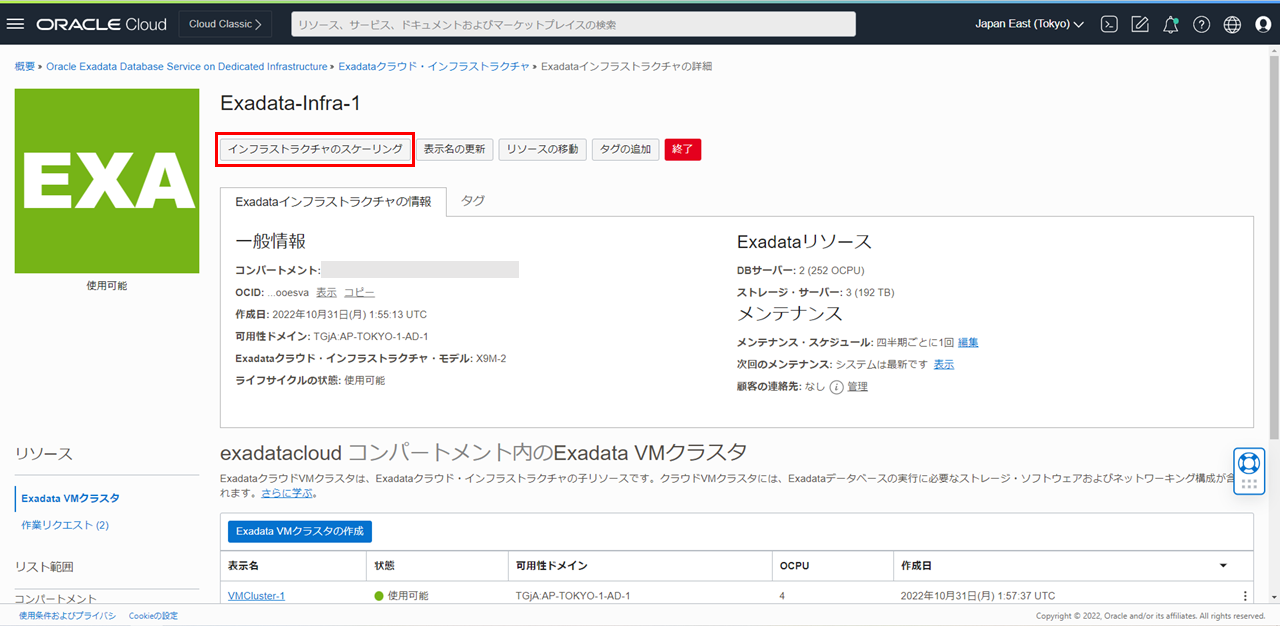 ORACLE Cloud
Cloud Classic
リソース、サービス、ドキュメントおよびマーケットプレイスの検索
Japan East (Tokyo)
概要 » Oracle Exadata Database Service on Dedicated Infrastructure » Exadataクラウド・インフラストラクチャ » Exadataインフラストラクチャの詳細
EXA
使用可能
Exadata-Infra-1
インフラストラクチャのスケーリング 表示名の更新 リソースの移動 タグの追加 終了
Exadataインフラストラクチャの情報 タグ
一般情報
コンパートメント:
OCID: ...ooesva 表示 コピー
作成日: 2022年10月31日(月) 1:55:13 UTC
可用性ドメイン: TGjA:AP-TOKYO-1-AD-1
Exadataクラウド・インフラストラクチャ・モデル: X9M-2
ライフサイクルの状態: 使用可能
Exadataリソース
DBサーバー: 2 (252 OCPU)
ストレージ・サーバー: 3 (192 TB)
メンテナンス
メンテナンス・スケジュール: 四半期ごとに1回 編集
次回のメンテナンス: システムは最新です 表示
顧客の連絡先: なし i 管理
リソース
Exadata VMクラスタ
作業リクエスト (2)
リスト範囲
コンパートメント
exadatacloud コンパートメント内のExadata VMクラスタ
ExadataクラウドVMクラスタは、Exadataクラウド・インフラストラクチャの子リソースです。クラウドVMクラスタには、Exadataデータベースの実行に必要なストレージ・ソフトウェアおよびネットワーキング構成が含
れます。さらに学ぶ。
Exadata VMクラスタの作成
表示名 状態 可用性ドメイン OCPU 作成日
VMCluster-1 使用可能 TGjA:AP-TOKYO-1-AD-1 4 2022年10月31日(月) 1:57:37 UTC
使用条件およびプライバシ Cookieの設定
Copyright © 2022, Oracle and/or its affiliates. All rights reserved.